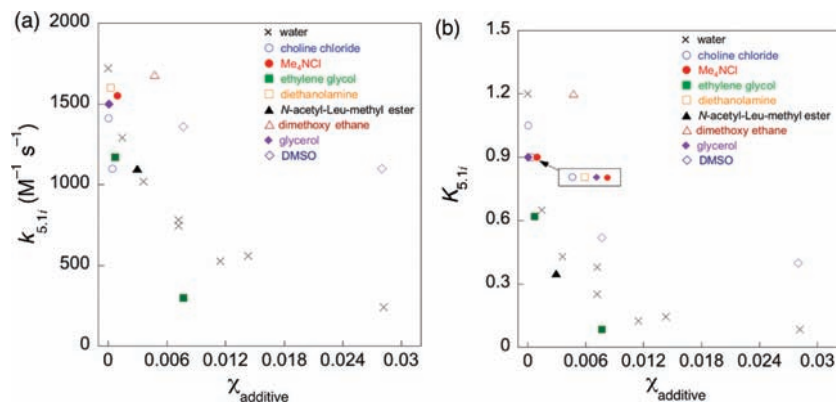 (a)
2000
1500
1000
500
0
k5.1i (M−1 s−1)
× water
choline chloride
Me4NCl
ethylene glycol
diethanolamine
N-acetyl-Leu-methyl ester
dimethoxy ethane
glycerol
DMSO
0 0.006 0.012 0.018 0.024 0.03
χadditive
(b)
1.2
0.9
0.6
0.3
0
K5.1i
× water
choline chloride
Me4NCl
ethylene glycol
diethanolamine
N-acetyl-Leu-methyl ester
dimethoxy ethane
glycerol
DMSO
0 0.006 0.012 0.018 0.024 0.03
χadditive